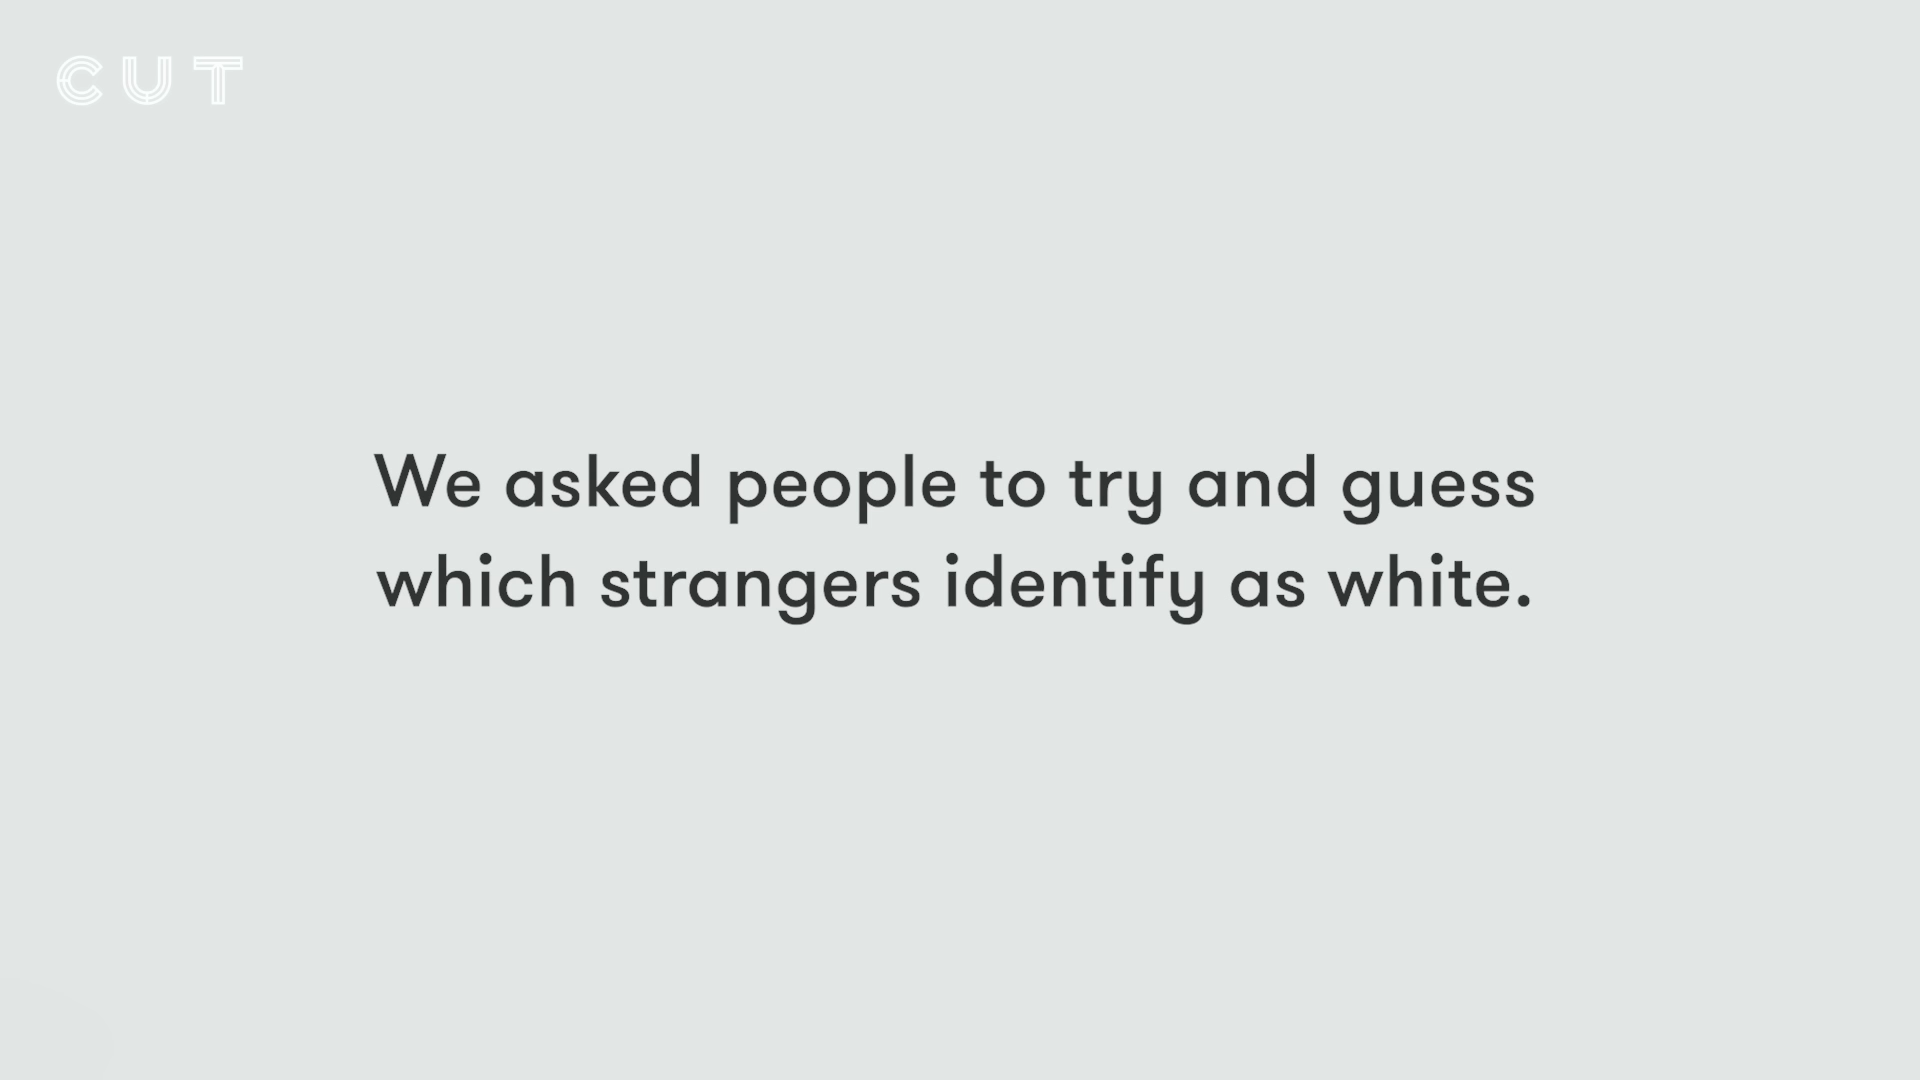 CUT
We asked people to try and guess
which strangers identify as white.